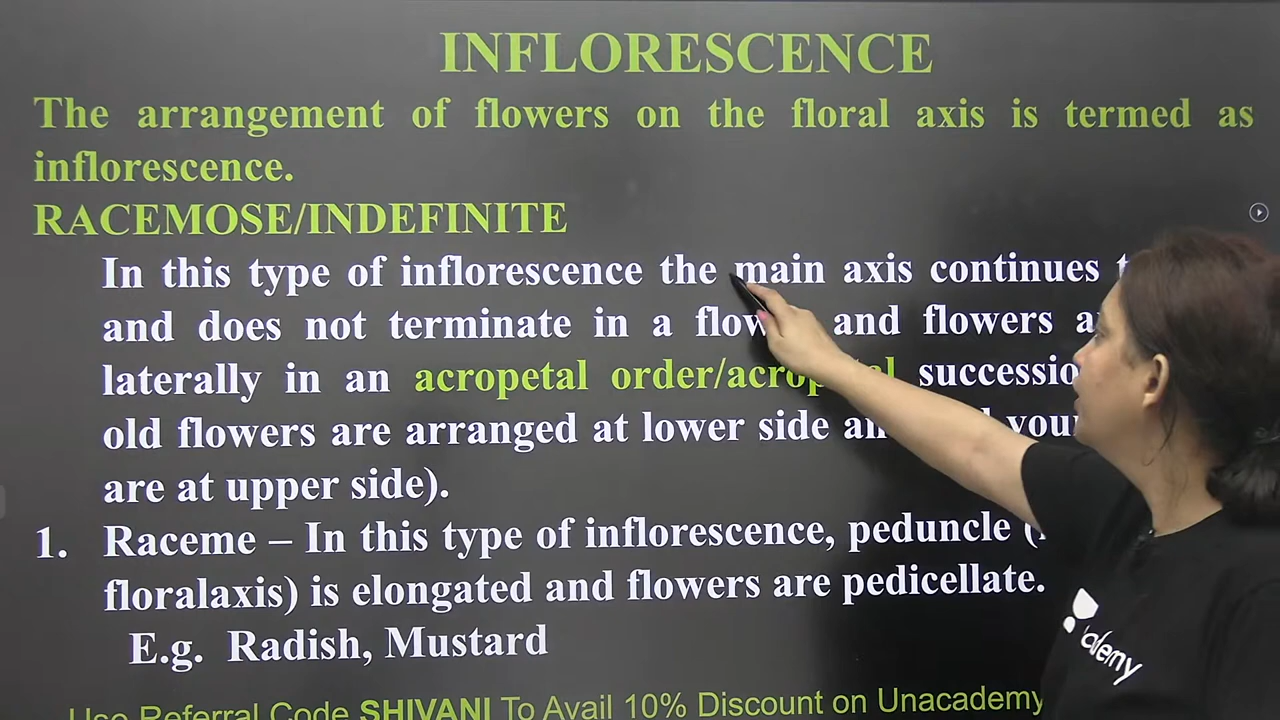 INFLORESCENCE
The arrangement of flowers on the floral axis is termed as
inflorescence.
RACEMOSE/INDEFINITE
In this type of inflorescence the main axis continues
and does not terminate in a and flowers
laterally in an acropetal order/acropetal
old flowers are arranged at lower side
are at upper side).
1. Raceme – In this type of inflorescence, peduncle
floralaxis) is elongated and flowers are pedicellate.
E.g. Radish, Mustard
Use Referral Code SHIVANI To Avail 10% Discount on Unacademy